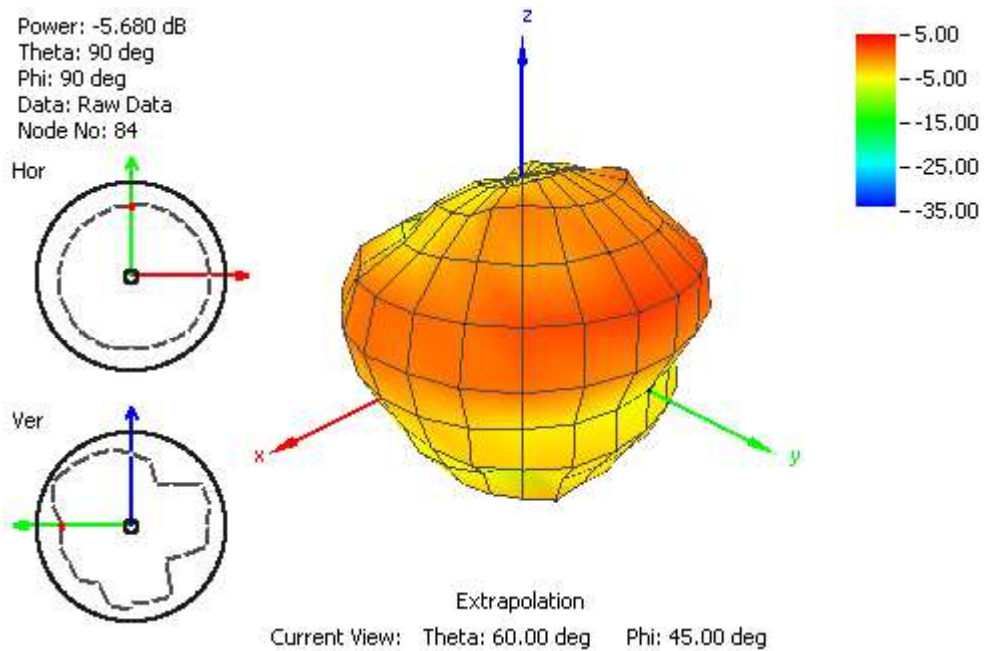 Power: -5.680 dB
Theta: 90 deg
Phi: 90 deg
Data: Raw Data
Node No: 84
Hor
Ver
z
x
y
5.00
-5.00
-15.00
-25.00
-35.00
Extrapolation
Current View: Theta: 60.00 deg Phi: 45.00 deg